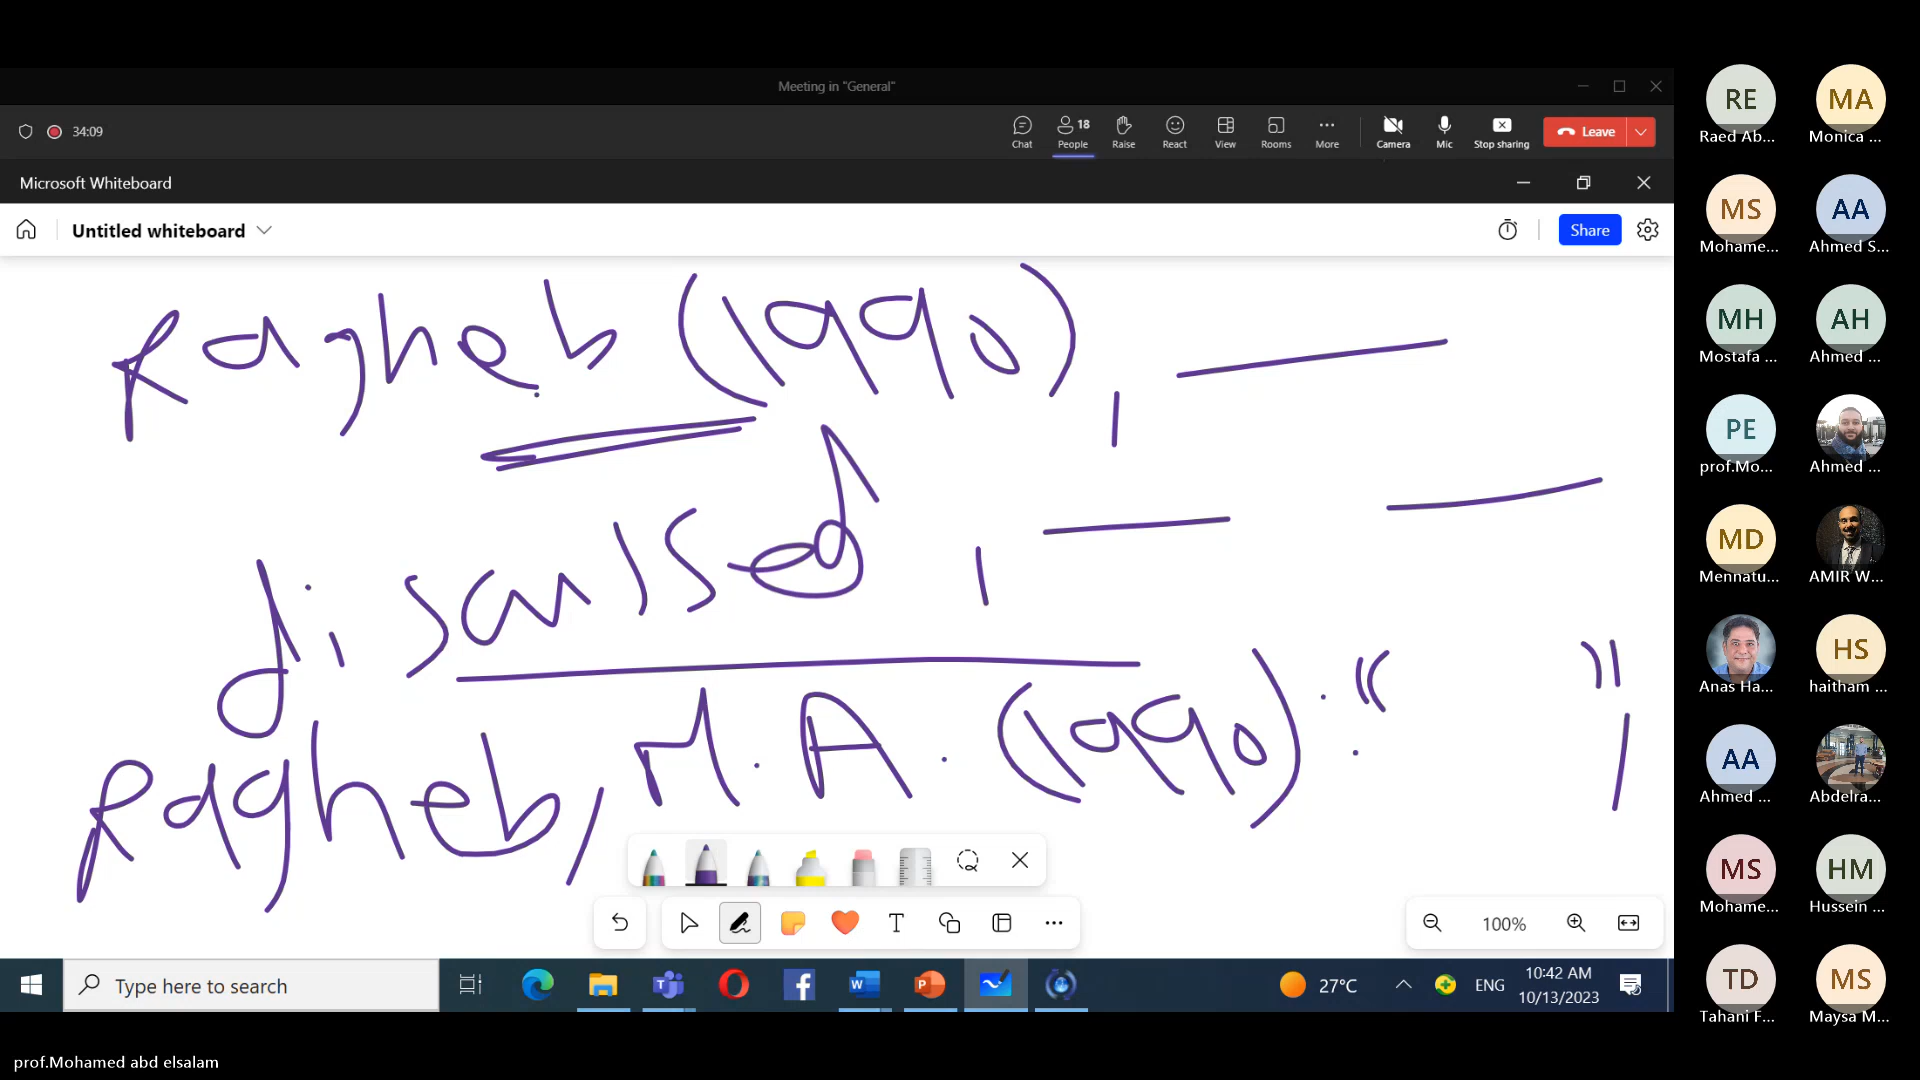 Meeting in "General"
34:09
Chat
18
People
Raise
React
View
Rooms
More
Camera
Mic
Stop sharing
Leave
Microsoft Whiteboard
Untitled whiteboard
Share
Ragheb (1990), —
discussed, — —
Ragheb, M.A. (1990). " ",
100%
Type here to search
27°C
ENG
10:42 AM
10/13/2023
RE
Raed Ab...
MA
Monica ...
MS
Mohame...
AA
Ahmed S...
MH
Mostafa ...
AH
Ahmed ...
PE
prof.Mo...
Ahmed ...
MD
Mennatu...
AMIR W...
Anas Ha...
HS
haitham ...
AA
Ahmed ...
Abdelra...
MS
Mohame...
HM
Hussein ...
TD
Tahani F...
MS
Maysa M...
prof.Mohamed abd elsalam